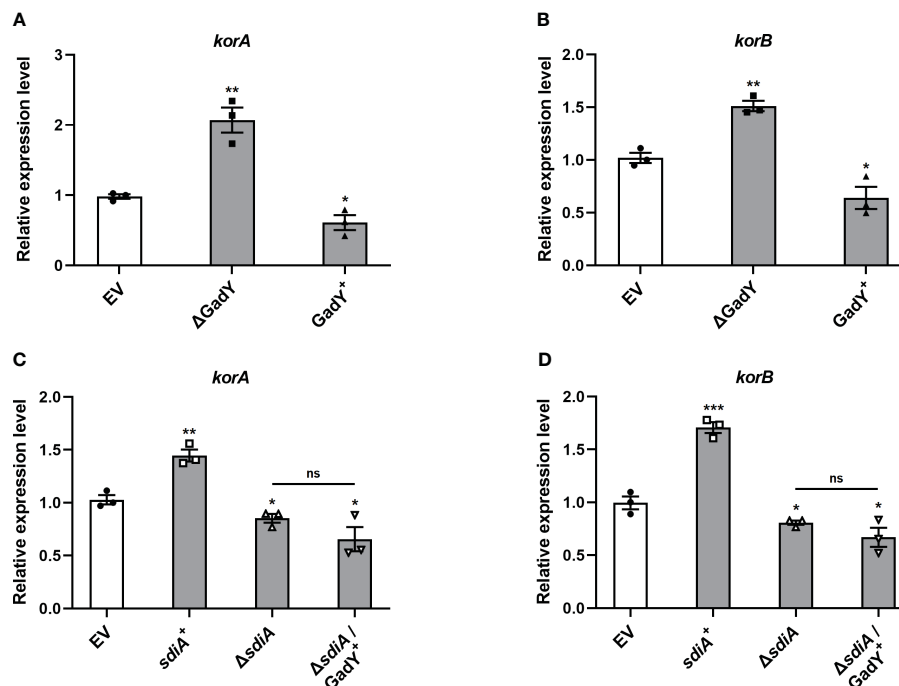 A
korA
Relative expression level
3
2
1
0
**
*
EV
ΔGadY
GadY+
B
korB
Relative expression level
2.0
1.5
1.0
0.5
0.0
**
*
EV
ΔGadY
GadY+
C
korA
Relative expression level
2.0
1.5
1.0
0.5
0.0
**
ns
*
*
EV
sdiA+
ΔsdiA
ΔsdiA /
GadY+
D
korB
Relative expression level
2.0
1.5
1.0
0.5
0.0
***
ns
*
*
EV
sdiA+
ΔsdiA
ΔsdiA /
GadY+